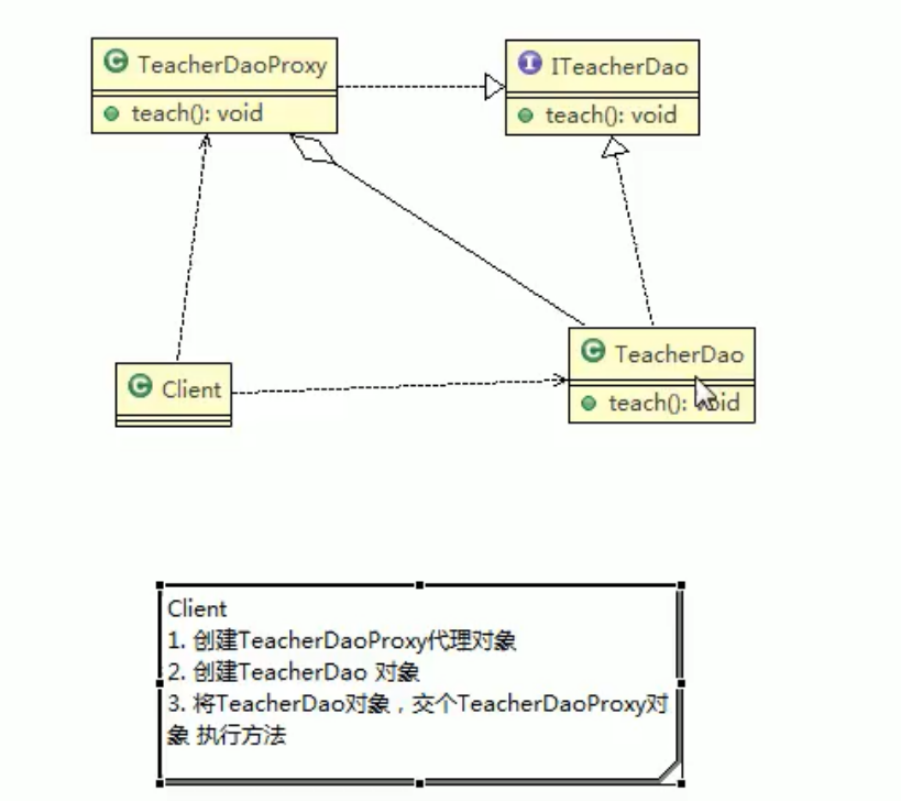 TeacherDaoProxy
teach(): void
ITeacherDao
teach(): void
Client
TeacherDao
teach(): void
Client
1. 创建TeacherDaoProxy代理对象
2. 创建TeacherDao 对象
3. 将TeacherDao对象，交个TeacherDaoProxy对
象 执行方法